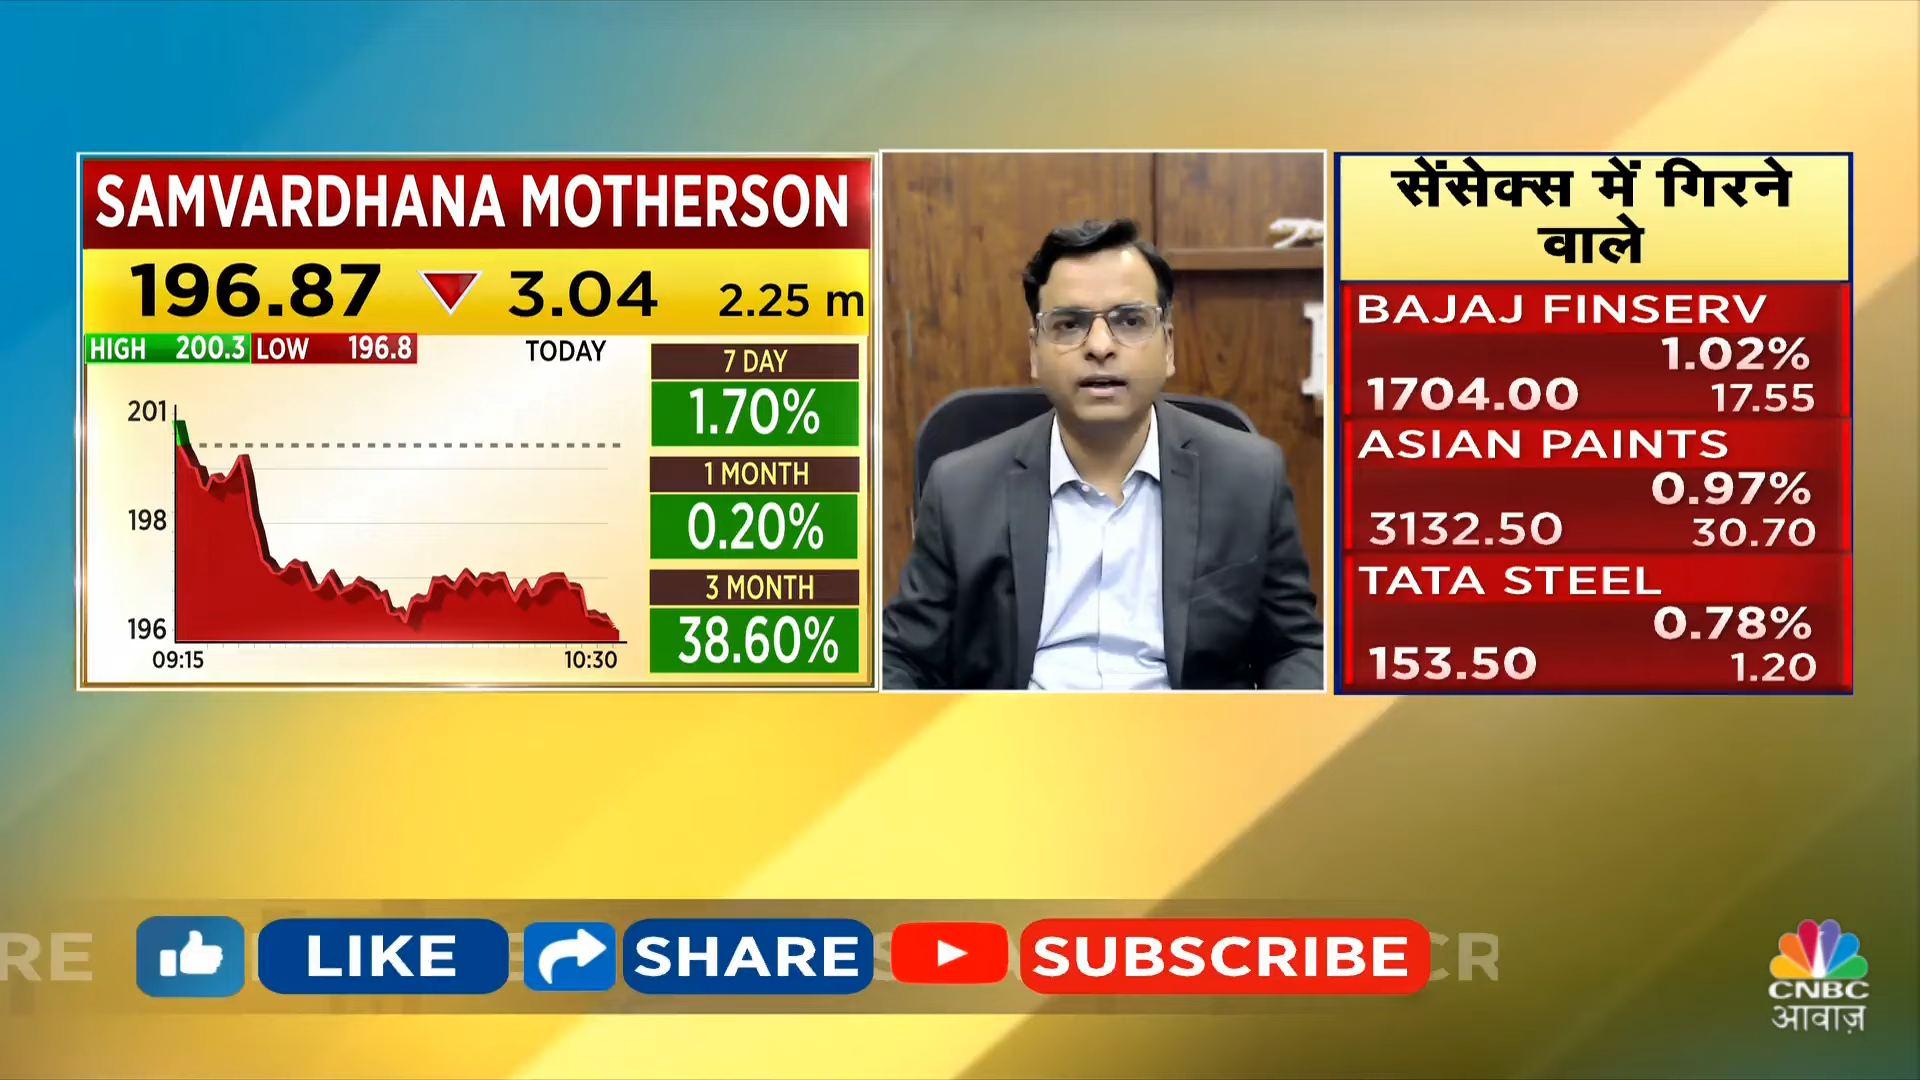 SAMVARDHANA MOTHERSON
196.87 3.04 2.25 m
HIGH 200.3 LOW 196.8
TODAY
201
198
196
09:15 10:30
7 DAY
1.70%
1 MONTH
0.20%
3 MONTH
38.60%
सेंसेक्स में गिरने
वाले
BAJAJ FINSERV
1.02%
1704.00 17.55
ASIAN PAINTS
0.97%
3132.50 30.70
TATA STEEL
0.78%
153.50 1.20
RE LIKE SHARE SUBSCRIBE CR
CNBC
आवाज़